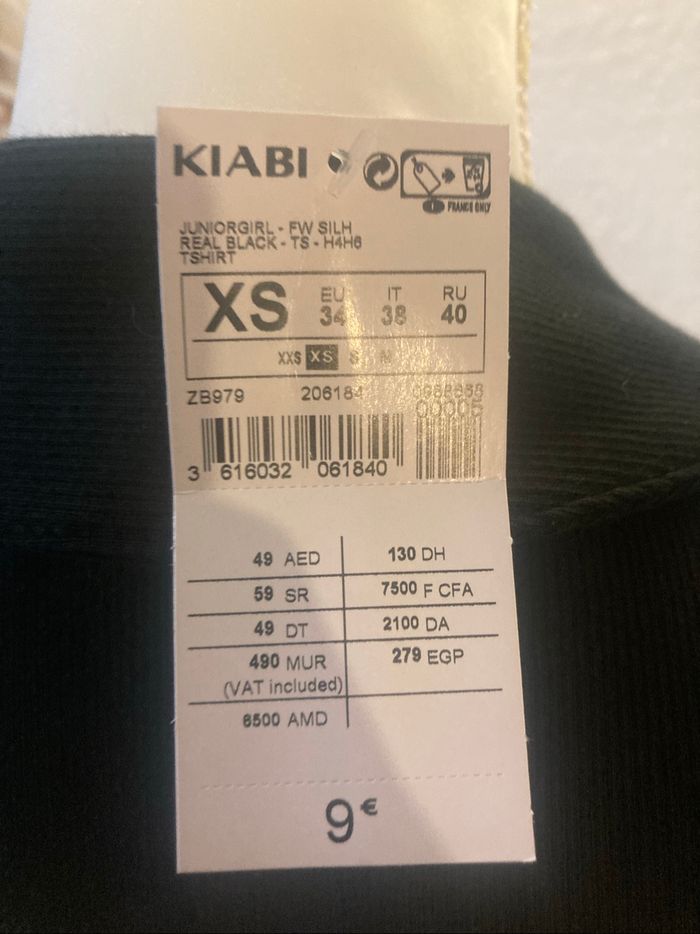 KIABI
FRANCE ONLY
JUNIORGIRL - FW SILH
REAL BLACK - TS - H4H6
TSHIRT
XS EU IT RU
34 38 40
XXS XS S M
ZB979 206184
00005
3 616032 061840
49 AED 130 DH
59 SR 7500 F CFA
49 DT 2100 DA
490 MUR 279 EGP
(VAT included)
6500 AMD
9€